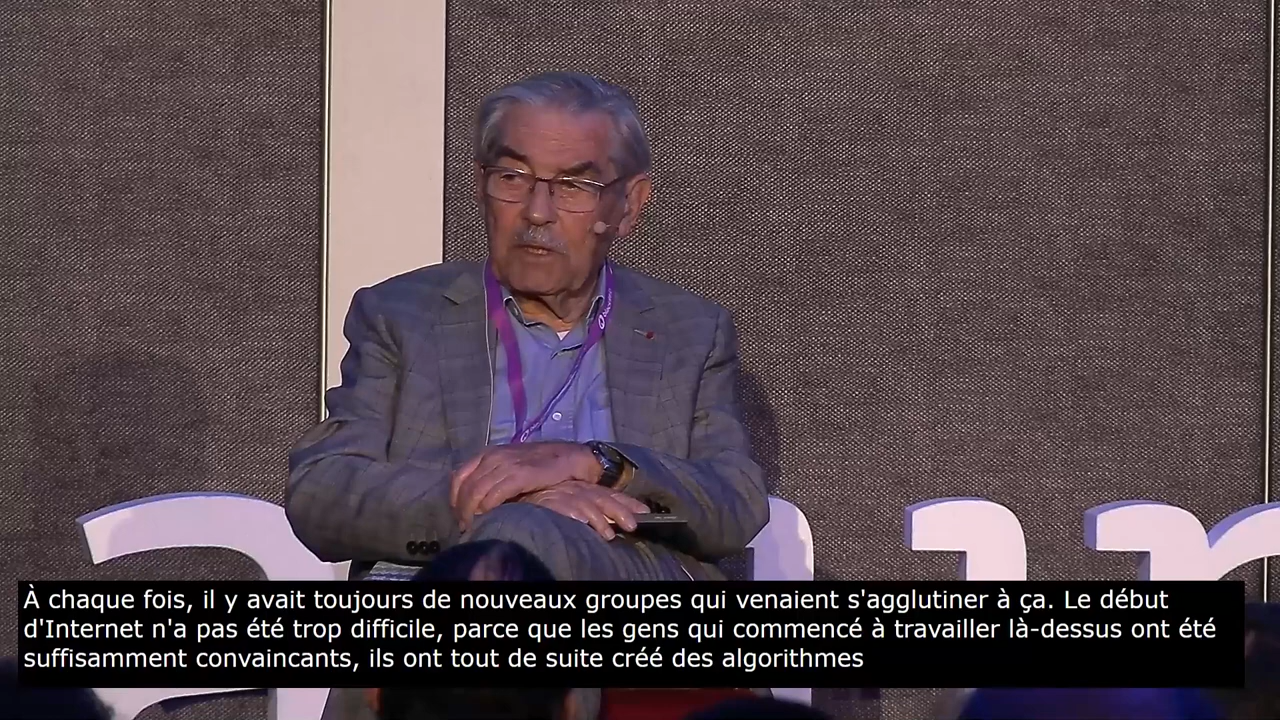 À chaque fois, il y avait toujours de nouveaux groupes qui venaient s'agglutiner à ça. Le début
d'Internet n'a pas été trop difficile, parce que les gens qui commencé à travailler là-dessus ont été
suffisamment convaincants, ils ont tout de suite créé des algorithmes